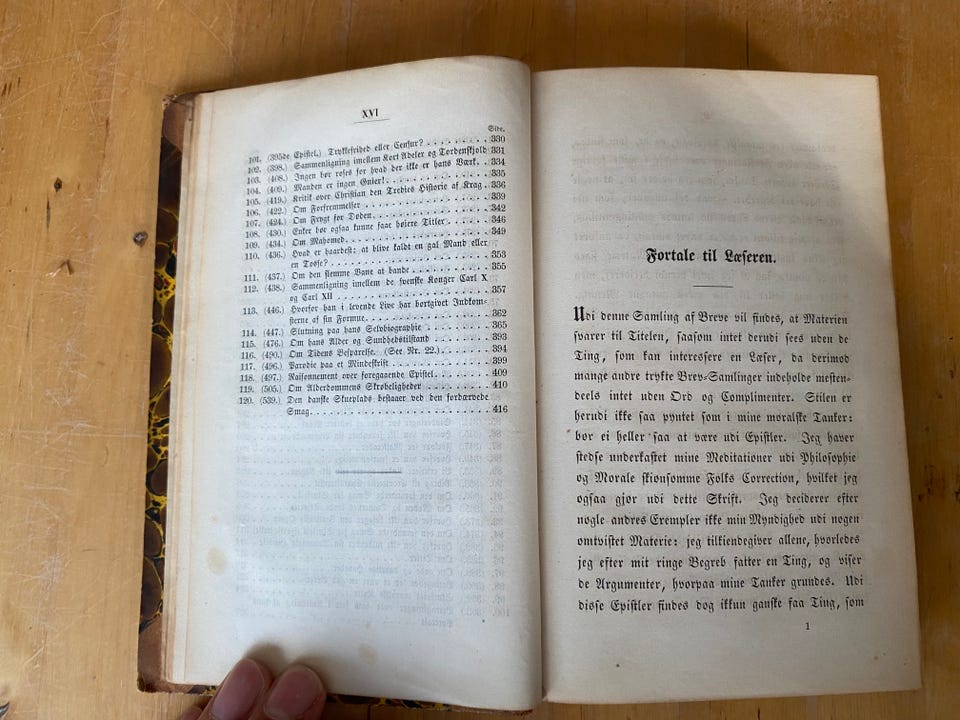 XVI
Side.
101. (395de Epistel.) Trykkefrihed eller Censur? . . . . . . . . 330
102. (398.) Sammenligning imellem Kort Adeler og Tordenskjold 331
103. (408.) Ingen bør roses for hvad der ikke er hans Værk. . 334
104. (409.) Manden er ingen Gnier! . . . . . . . . . . . . 335
105. (419.) Kritik over Christian den Tredies Historie af Krag. . 336
106. (422.) Om Forfremmelser . . . . . . . . . . . . 339
107. (424.) Om Frygt for Døden . . . . . . . . . . . . 342
108. (430.) Enker bør ogsaa kunne faae høiere Titler. . . . . . 346
109. (434.) Om Mahomed. . . . . . . . . . . . 349
110. (436.) Hvad er haardest: at blive kaldt en gal Mand eller
en Tosse? . . . . . . . . . . . . 353
111. (437.) Om den slemme Vane at bande . . . . . . . . 355
112. (438.) Sammenligning imellem de svenske Konger Carl X
og Carl XII . . . . . . . . . . . . 357
113. (446.) Hvorfor han i levende Live har bortgivet Indkom-
sterne af sin Formue. . . . . . . . . . . . 362
114. (447.) Slutning paa hans Selvbiographie . . . . . . . . 365
115. (476.) Om hans Alder og Sundhedstilstand . . . . . . . 393
116. (490.) Om Tidens Besparelse. (See Nr. 22.) . . . . . . 394
117. (496.) Parodie paa et Mindeskrift . . . . . . . . . . 399
118. (497.) Raisonnement over foregaaende Epistel. . . . . . 409
119. (505.) Om Alderdommens Skrøbeligheder . . . . . . . 410
120. (539.) Den danske Skueplads bestaaer ved den fordærvede
Smag. . . . . . . . . . . . 416
Fortale til Læseren.
Udi denne Samling af Breve vil findes, at Materien
svarer til Titelen, saasom intet derudi sees uden de
Ting, som kan interessere en Læser, da derimod
mange andre trykte Brev-Samlinger indeholde mesten-
deels intet uden Ord og Complimenter. Stilen er
herudi ikke saa pyntet som i mine moralske Tanker:
bør ei heller saa at være udi Epistler. Jeg haver
stedse underkastet mine Meditationer udi Philosophie
og Morale skionsomme Folks Correction, hvilket jeg
ogsaa gjør udi dette Skrift. Jeg deciderer efter
nogle andres Exempler ikke min Myndighed udi nogen
omtvistet Materie: jeg tilkiendegiver allene, hvorledes
jeg efter mit ringe Begreb fatter en Ting, og viser
de Argumenter, hvorpaa mine Tanker grundes. Udi
disse Epistler findes dog ikkun ganske faa Ting, som
1